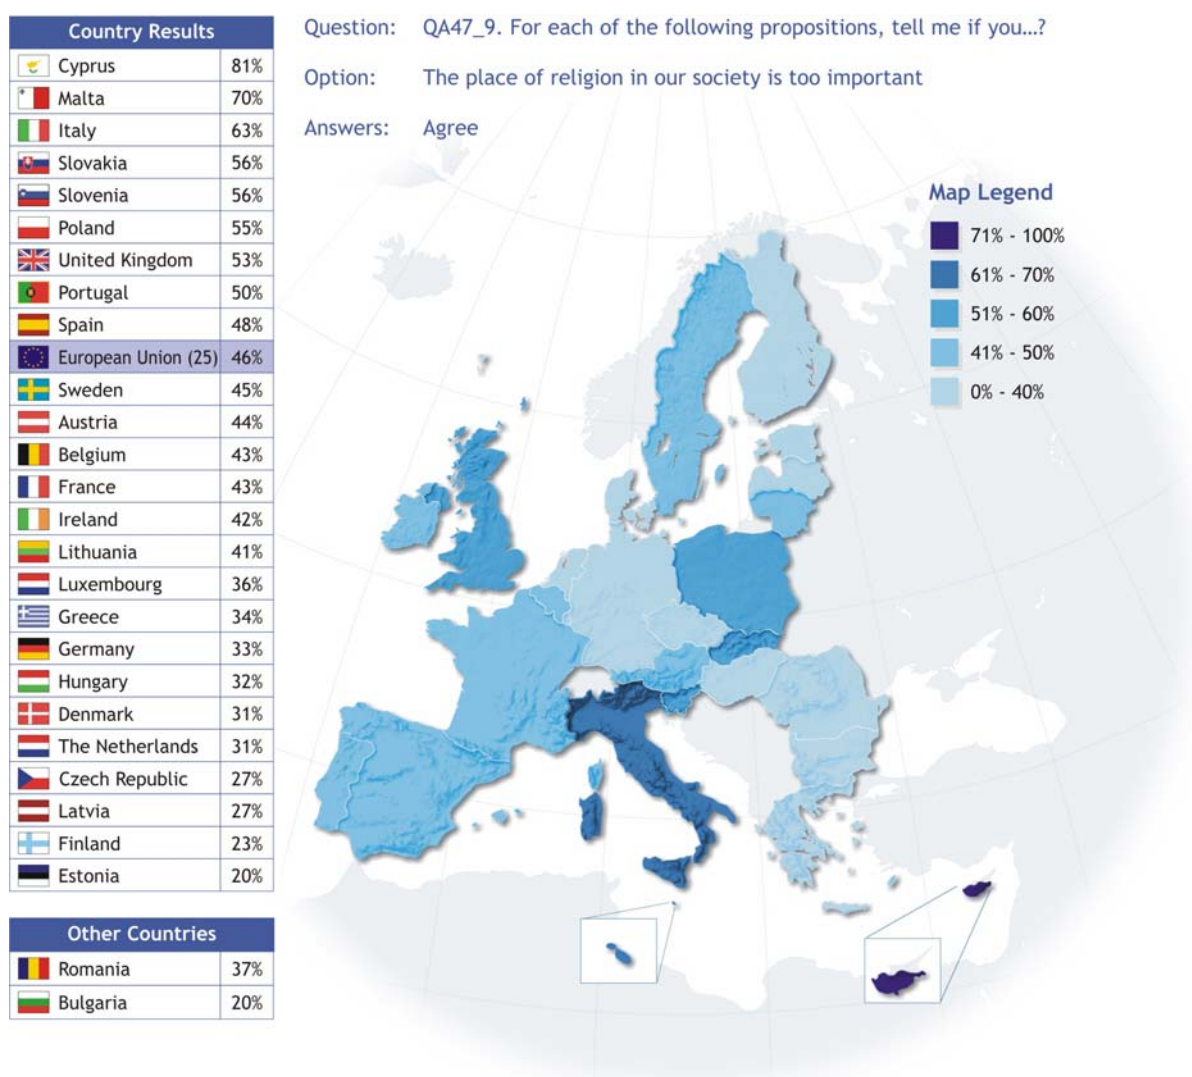 Country Results
Cyprus 81%
Malta 70%
Italy 63%
Slovakia 56%
Slovenia 56%
Poland 55%
United Kingdom 53%
Portugal 50%
Spain 48%
European Union (25) 46%
Sweden 45%
Austria 44%
Belgium 43%
France 43%
Ireland 42%
Lithuania 41%
Luxembourg 36%
Greece 34%
Germany 33%
Hungary 32%
Denmark 31%
The Netherlands 31%
Czech Republic 27%
Latvia 27%
Finland 23%
Estonia 20%
Other Countries
Romania 37%
Bulgaria 20%
Question: QA47_9. For each of the following propositions, tell me if you…?
Option: The place of religion in our society is too important
Answers: Agree
Map Legend
71% - 100%
61% - 70%
51% - 60%
41% - 50%
0% - 40%